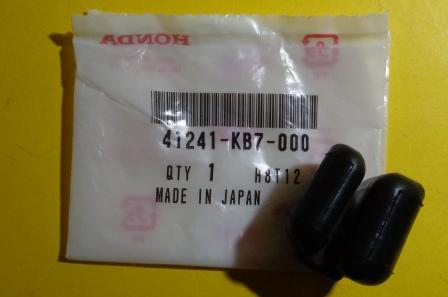 HONDA
41241-KB7-000
QTY 1 H8T12
MADE IN JAPAN